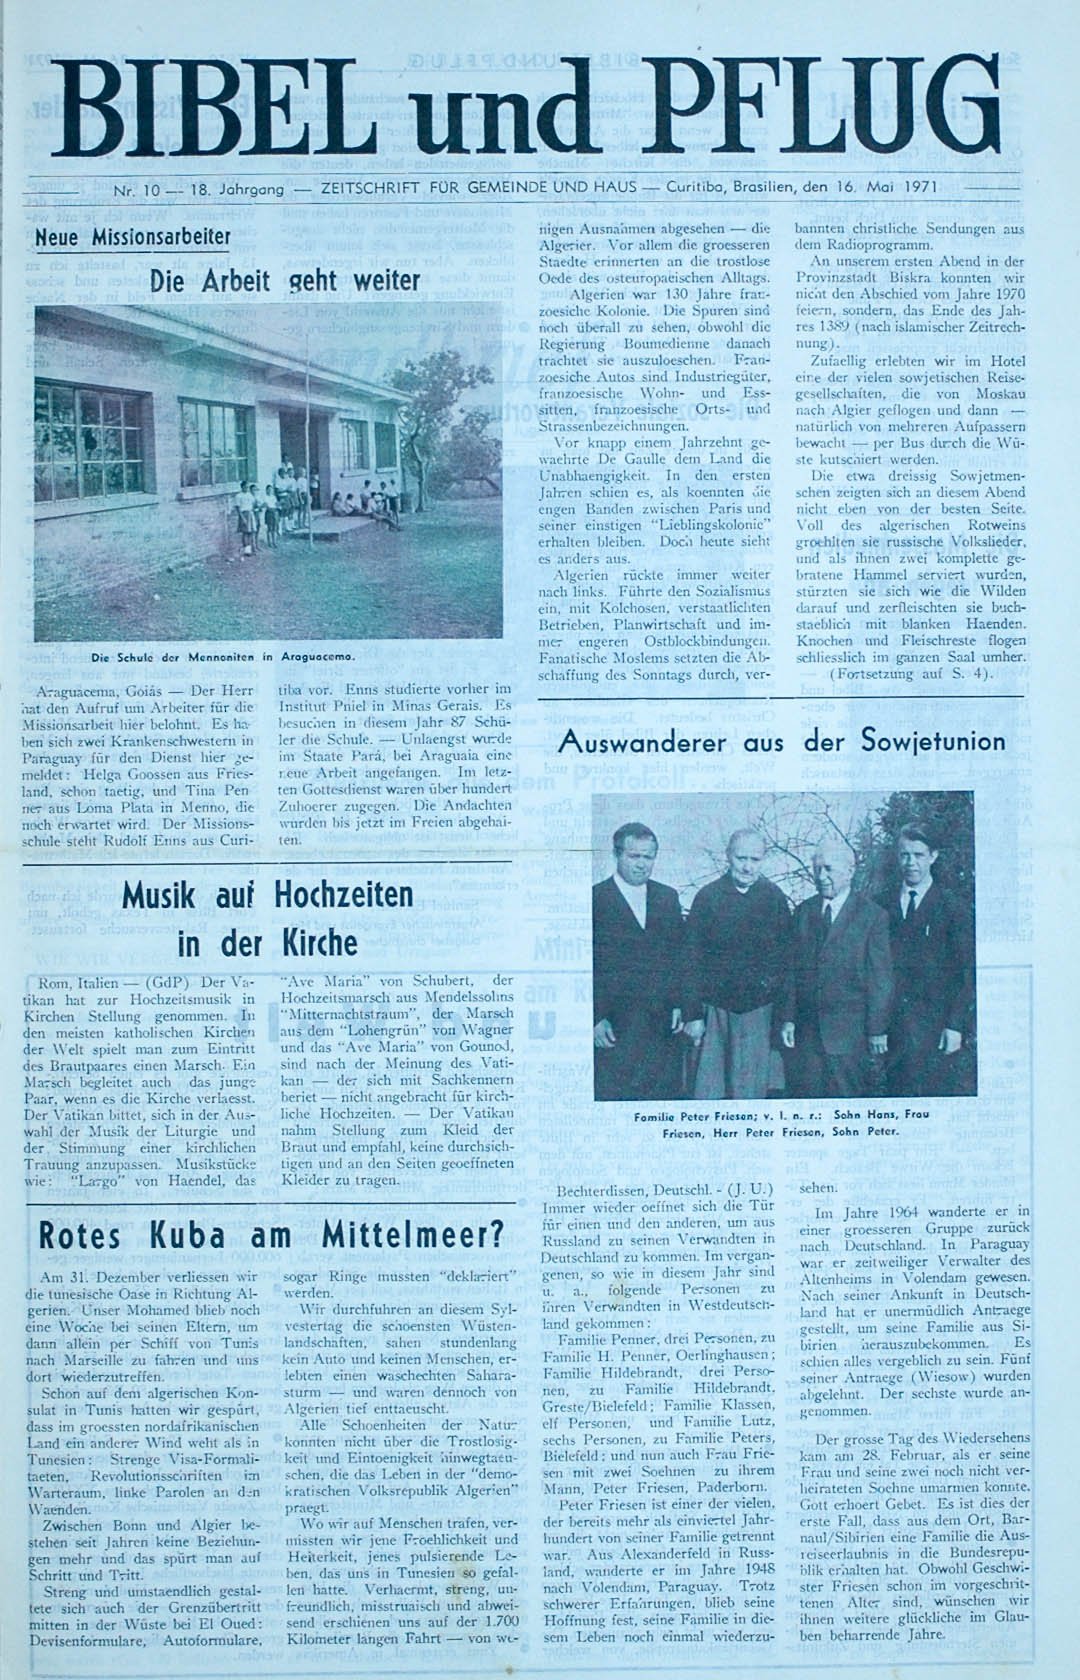 BIBEL und PFLUG
Nr. 10 — 18. Jahrgang — ZEITSCHRIFT FÜR GEMEINDE UND HAUS — Curitiba, Brasilien, den 16. Mai 1971
Neue Missionsarbeiter
Die Arbeit geht weiter
Die Schule der Mennoniten in Araguacema.
Araguacema, Goiás — Der Herr
hat den Aufruf um Arbeiter für die
Missionsarbeit hier belohnt. Es ha-
ben sich zwei Krankenschwestern in
Paraguay für den Dienst hier ge-
meldet: Helga Goossen aus Fries-
land, schon taetig, und Tina Pen
ner aus Loma Plata in Menno, die
noch erwartet wird. Der Missions-
schule steht Rudolf Enns aus Curi-
tiba vor. Enns studierte vorher im
Institut Pniel in Minas Gerais. Es
besuchen in diesem Jahr 87 Schü-
ler die Schule. — Unlaengst wurde
im Staate Pará, bei Araguaia eine
neue Arbeit angefangen. Im letz-
ten Gottesdienst waren über hundert
Zuhoerer zugegen. Die Andachten
wurden bis jetzt im Freien abgehal-
ten.
Musik auf Hochzeiten
in der Kirche
Rom, Italien — (GdP) Der Va-
tikan hat zur Hochzeitsmusik in
Kirchen Stellung genommen. In
den meisten katholischen Kirchen
der Welt spielt man zum Eintritt
des Brautpaares einen Marsch. Ein
Marsch begleitet auch das junge
Paar, wenn es die Kirche verlaesst.
Der Vatikan bittet, sich in der Aus-
wahl der Musik der Liturgie und
der Stimmung einer kirchlichen
Trauung anzupassen. Musikstücke
wie: "Largo" von Haendel, das
"Ave Maria" von Schubert, der
Hochzeitsmarsch aus Mendelssohns
"Mitternachtstraum", der Marsch
aus dem "Lohengrün" von Wagner
und das "Ave Maria" von Gounod,
sind nach der Meinung des Vati-
kan — der sich mit Sachkennern
beriet — nicht angebracht für kirch-
liche Hochzeiten. — Der Vatikan
nahm Stellung zum Kleid der
Braut und empfahl, keine durchsich-
tigen und an den Seiten geoeffneten
Kleider zu tragen.
Rotes Kuba am Mittelmeer?
Am 31. Dezember verliessen wir
die tunesische Oase in Richtung Al-
gerien. Unser Mohamed blieb noch
eine Woche bei seinen Eltern, um
dann allein per Schiff von Tunis
nach Marseille zu fahren und uns
dort wiederzutreffen.
Schon auf dem algerischen Kon-
sulat in Tunis hatten wir gespürt,
dass im groessten nordafrikanischen
Land ein anderer Wind weht als in
Tunesien: Strenge Visa-Formali-
taeten, Revolutionsschriften im
Warteraum, linke Parolen an den
Waenden.
Zwischen Bonn und Algier be-
stehen seit Jahren keine Beziehun-
gen mehr und das spürt man auf
Schritt und Tritt.
Streng und umstaendlich gestal-
tete sich auch der Grenzübertritt
mitten in der Wüste bei El Oued:
Devisenformulare, Autoformulare,
sogar Ringe mussten "deklariert"
werden.
Wir durchfuhren an diesem Syl-
vestertag die schoensten Wüsten-
landschaften, sahen stundenlang
kein Auto und keinen Menschen, er-
lebten einen waschechten Sahara-
sturm — und waren dennoch von
Algerien tief enttaeuscht.
Alle Schoenheiten der Natur
konnten nicht über die Trostlosig-
keit und Eintoenigkeit hinwegtaeu-
schen, die das Leben in der "demo-
kratischen Volksrepublik Algerien"
praegt.
Wo wir auf Menschen trafen, ver-
missten wir jene Froehlichkeit und
Heiterkeit, jenes pulsierende Le-
ben, das uns in Tunesien so gefal-
len hatte. Verhaermt, streng, un-
freundlich, misstruaisch und abwei-
send erschienen uns auf der 1.700
Kilometer langen Fahrt — von we-
nigen Ausnahmen abgesehen — die
Algerier. Vor allem die groesseren
Staedte erinnerten an die trostlose
Oede des osteuropaeischen Alltags.
Algerien war 130 Jahre fran-
zoesiche Kolonie. Die Spuren sind
noch überall zu sehen, obwohl die
Regierung Boumedienne danach
trachtet sie auszuloeschen. Fran-
zoesiche Autos sind Industriegüter,
franzoesische Wohn- und Ess-
sitten, franzoesische Orts- und
Strassenbezeichnungen.
Vor knapp einem Jahrzehnt ge-
waehrte De Gaulle dem Land die
Unabhaengigkeit. In den ersten
Jahren schien es, als koennten die
engen Banden zwischen Paris und
seiner einstigen "Lieblingskolonie"
erhalten bleiben. Doch heute sieht
es anders aus.
Algerien rückte immer weiter
nach links. Führte den Sozialismus
ein, mit Kolchosen, verstaatlichten
Betrieben, Planwirtschaft und im-
mer engeren Ostblockbindungen.
Fanatische Moslems setzten die Ab-
schaffung des Sonntags durch, ver-
bannten christliche Sendungen aus
dem Radioprogramm.
An unserem ersten Abend in der
Provinzstadt Biskra konnten wir
nicht den Abschied vom Jahre 1970
feiern, sondern, das Ende des Jah-
res 1389 (nach islamischer Zeitrech-
nung).
Zufaellig erlebten wir im Hotel
eine der vielen sowjetischen Reise-
gesellschaften, die von Moskau
nach Algier geflogen und dann —
natürlich von mehreren Aufpassern
bewacht — per Bus durch die Wü-
ste kutschiert werden.
Die etwa dreissig Sowjetmen-
schen zeigten sich an diesem Abend
nicht eben von der besten Seite.
Voll des algerischen Rotweins
groehlten sie russische Volkslieder,
und als ihnen zwei komplette ge-
bratene Hammel serviert wurden,
stürzten sie sich wie die Wilden
darauf und zerfleischten sie buch-
staeblich mit blanken Haenden.
Knochen und Fleischreste flogen
schliesslich im ganzen Saal umher.
— (Fortsetzung auf S. 4).
Auswanderer aus der Sowjetunion
Familie Peter Friesen; v. l. n. r.: Sohn Hans, Frau
Friesen, Herr Peter Friesen, Sohn Peter.
Bechterdissen, Deutschl. - (J. U.)
Immer wieder oeffnet sich die Tür
für einen und den anderen, um aus
Russland zu seinen Verwandten in
Deutschland zu kommen. Im vergan-
genen, so wie in diesem Jahr sind
u. a., folgende Personen zu
ihren Verwandten in Westdeutsch-
land gekommen:
Familie Penner, drei Personen, zu
Familie H. Penner, Oerlinghausen;
Familie Hildebrandt, drei Perso-
nen, zu Familie Hildebrandt,
Greste/Bielefeld; Familie Klassen,
elf Personen, und Familie Lutz,
sechs Personen, zu Familie Peters,
Bielefeld; und nun auch Frau Frie-
sen mit zwei Soehnen zu ihrem
Mann, Peter Friesen, Paderborn.
Peter Friesen ist einer der vielen,
der bereits mehr als einviertel Jahr-
hundert von seiner Familie getrennt
war. Aus Alexanderfeld in Russ-
land, wanderte er im Jahre 1948
nach Volendam, Paraguay. Trotz
schwerer Erfahrungen, blieb seine
Hoffnung fest, seine Familie in die-
sem Leben noch einmal wiederzu-
sehen.
Im Jahre 1964 wanderte er in
einer groesseren Gruppe zurück
nach Deutschland. In Paraguay
war er zeitweiliger Verwalter des
Altenheims in Volendam gewesen.
Nach seiner Ankunft in Deutsch-
land hat er unermüdlich Antraege
gestellt, um seine Familie aus Si-
birien herauszubekommen. Es
schien alles vergeblich zu sein. Fünf
seiner Antraege (Wiesow) wurden
abgelehnt. Der sechste wurde an-
genommen.
Der grosse Tag des Wiedersehens
kam am 28. Februar, als er seine
Frau und seine zwei noch nicht ver-
heirateten Soehne umarmen konnte.
Gott erhoert Gebet. Es ist dies der
erste Fall, dass aus dem Ort, Bar-
naul/Sibirien eine Familie die Aus-
reiseerlaubnis in die Bundesrepu-
blik erhalten hat. Obwohl Geschwi-
ster Friesen schon im vorgeschrit-
tenen Alter sind, wünschen wir
ihnen weitere glückliche im Glau-
ben beharrende Jahre.